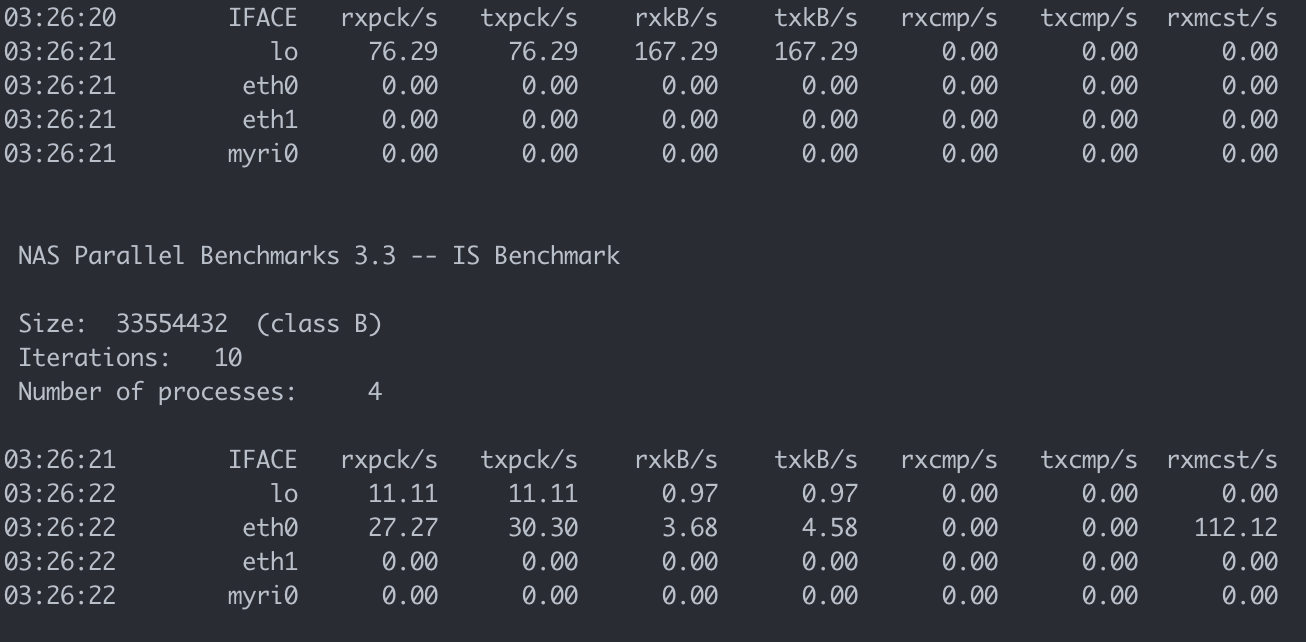 03:26:20        IFACE   rxpck/s   txpck/s    rxkB/s    txkB/s   rxcmp/s   txcmp/s  rxmcst/s
03:26:21           lo     76.29     76.29    167.29    167.29      0.00      0.00      0.00
03:26:21         eth0      0.00      0.00      0.00      0.00      0.00      0.00      0.00
03:26:21         eth1      0.00      0.00      0.00      0.00      0.00      0.00      0.00
03:26:21        myri0      0.00      0.00      0.00      0.00      0.00      0.00      0.00
NAS Parallel Benchmarks 3.3 -- IS Benchmark
Size:  33554432  (class B)
Iterations:   10
Number of processes:     4
03:26:21        IFACE   rxpck/s   txpck/s    rxkB/s    txkB/s   rxcmp/s   txcmp/s  rxmcst/s
03:26:22           lo     11.11     11.11      0.97      0.97      0.00      0.00      0.00
03:26:22         eth0     27.27     30.30      3.68      4.58      0.00      0.00    112.12
03:26:22         eth1      0.00      0.00      0.00      0.00      0.00      0.00      0.00
03:26:22        myri0      0.00      0.00      0.00      0.00      0.00      0.00      0.00